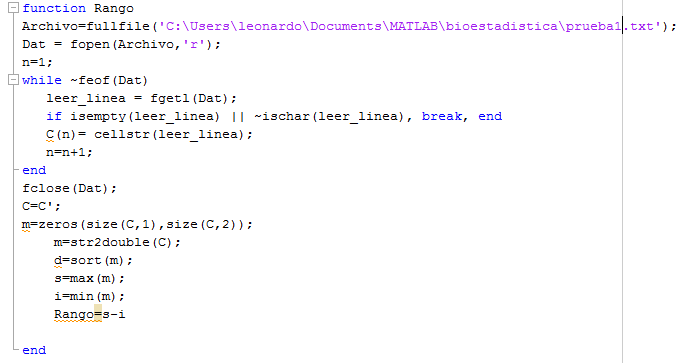 function Rango
Archivo=fullfile('C:\Users\leonardo\Documents\MATLAB\bioestadistica\prueba1.txt');
Dat = fopen(Archivo,'r');
n=1;
while ~feof(Dat)
leer_linea = fgetl(Dat);
if isempty(leer_linea) || ~ischar(leer_linea), break, end
C(n)= cellstr(leer_linea);
n=n+1;
end
fclose(Dat);
C=C';
m=zeros(size(C,1),size(C,2));
m=str2double(C);
d=sort(m);
s=max(m);
i=min(m);
Rango=s-i
end